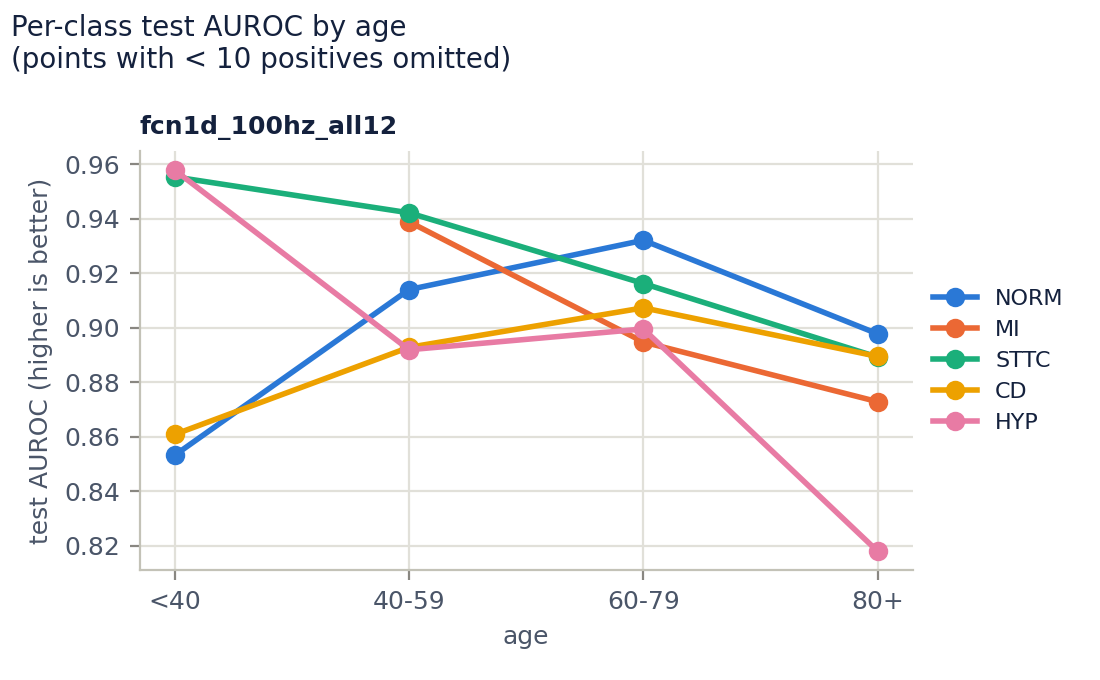 Per-class test AUROC by age
(points with < 10 positives omitted)
fcn1d_100hz_all12
test AUROC (higher is better)
0.96
0.94
0.92
0.90
0.88
0.86
0.84
0.82
<40
40-59
60-79
80+
age
NORM
MI
STTC
CD
HYP